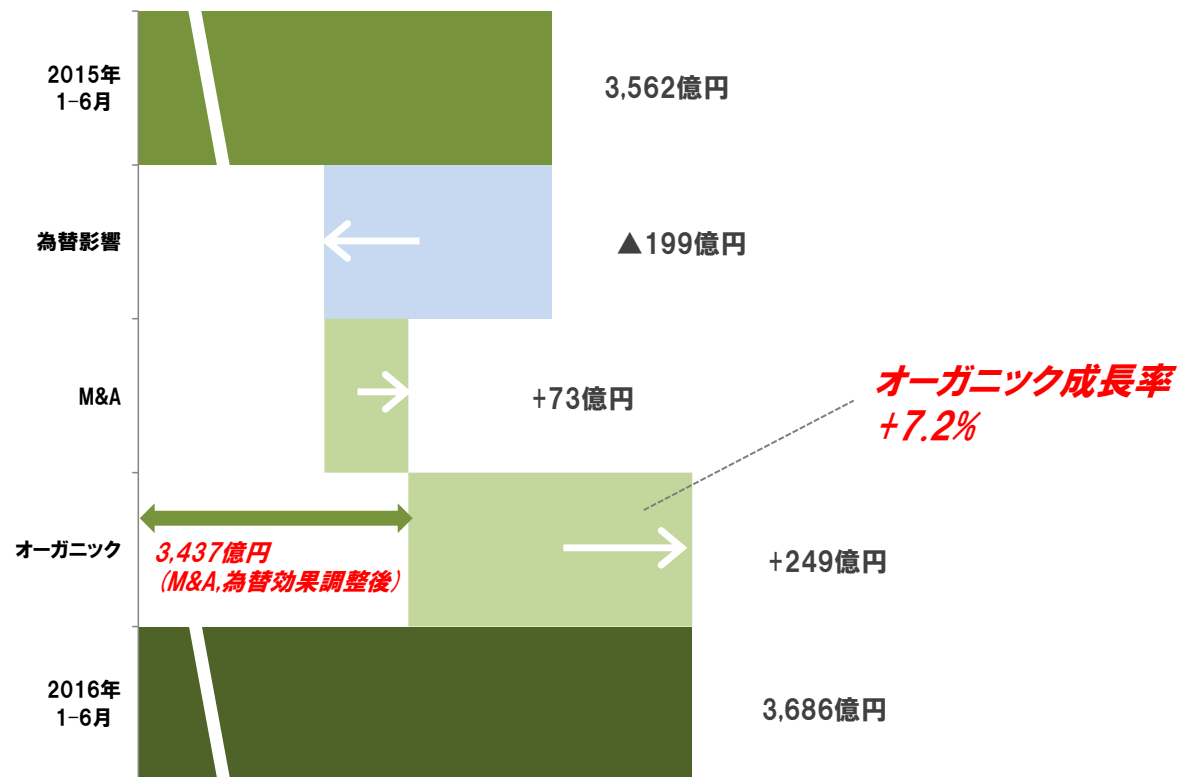 2015年
1-6月
3,562億円
為替影響
▲199億円
M&A
+73億円
オーガニック成長率
+7.2%
オーガニック
3,437億円
(M&A,為替効果調整後)
+249億円
2016年
1-6月
3,686億円